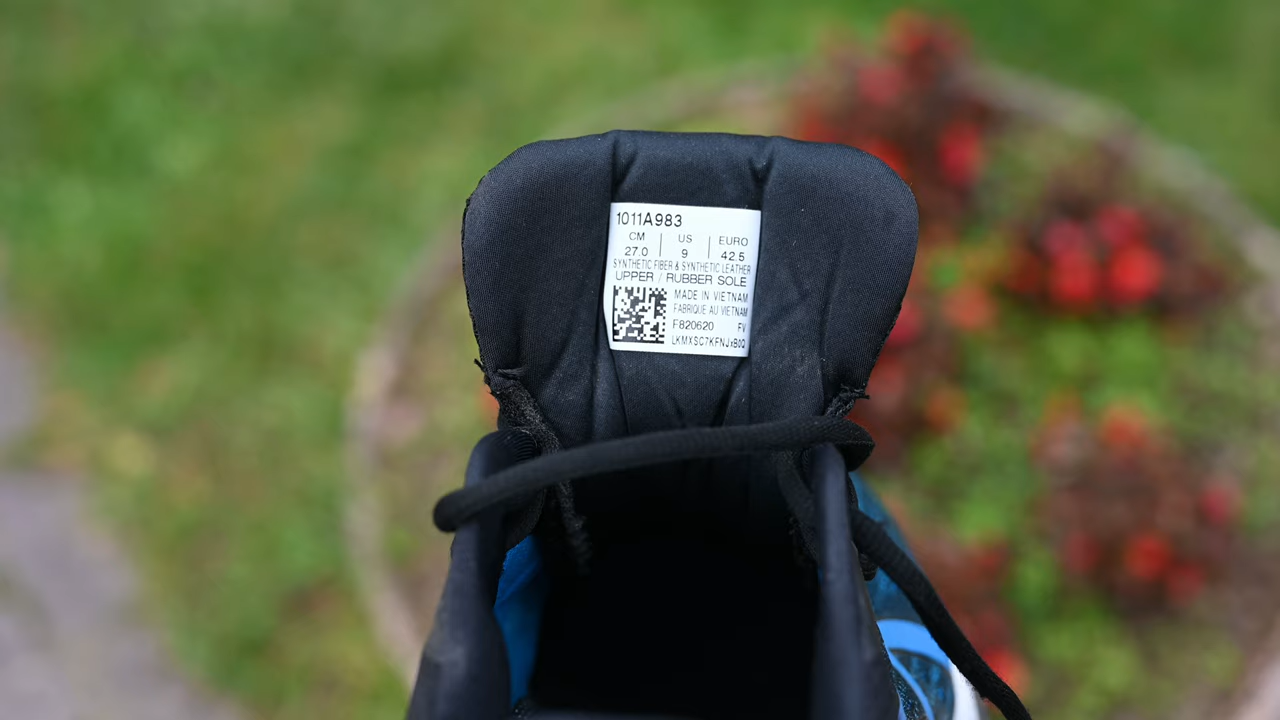 1011A983
CM | US | EURO
27.0 | 9 | 42.5
SYNTHETIC FIBER & SYNTHETIC LEATHER
UPPER / RUBBER SOLE
MADE IN VIETNAM
FABRIQUE AU VIETNAM
F820620 FV